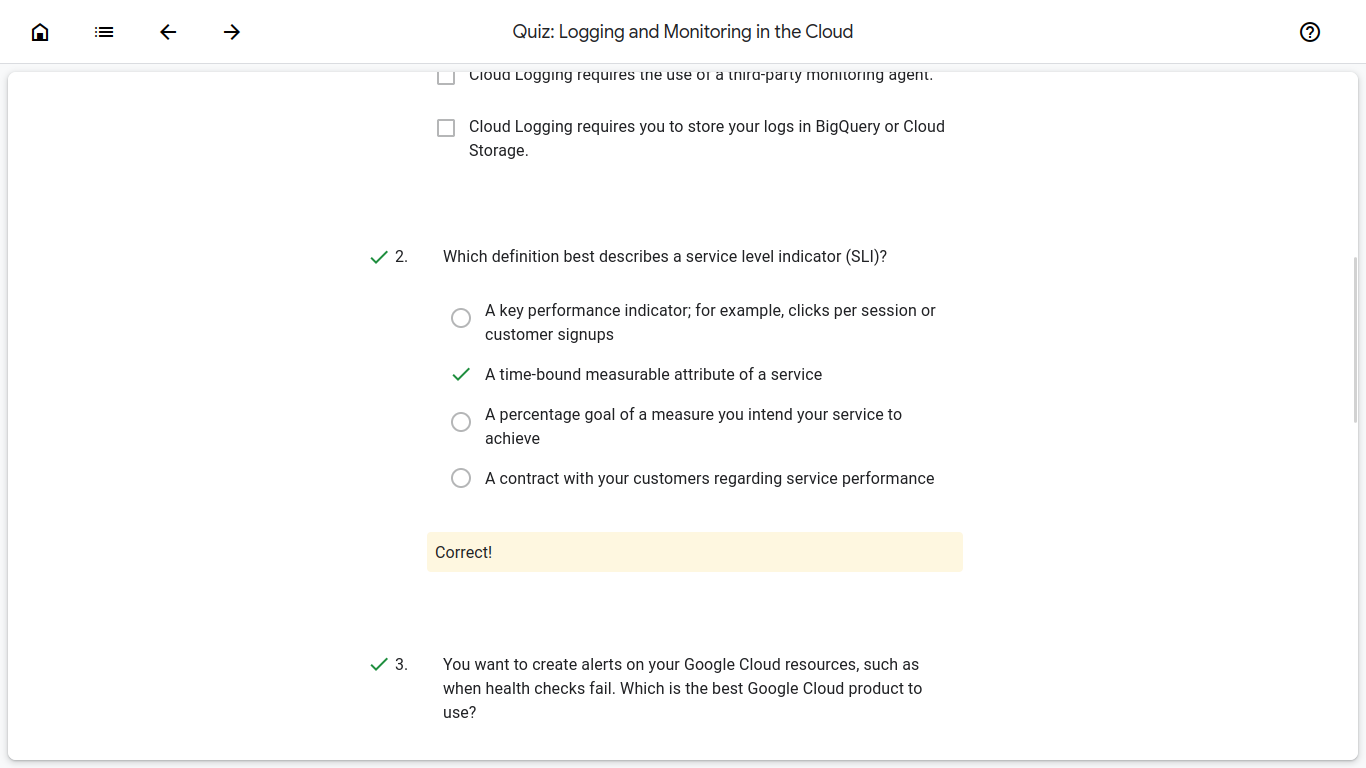 Quiz: Logging and Monitoring in the Cloud
Cloud Logging requires the use of a third-party monitoring agent.
Cloud Logging requires you to store your logs in BigQuery or Cloud
Storage.
2. Which definition best describes a service level indicator (SLI)?
A key performance indicator; for example, clicks per session or
customer signups
A time-bound measurable attribute of a service
A percentage goal of a measure you intend your service to
achieve
A contract with your customers regarding service performance
Correct!
3. You want to create alerts on your Google Cloud resources, such as
when health checks fail. Which is the best Google Cloud product to
use?